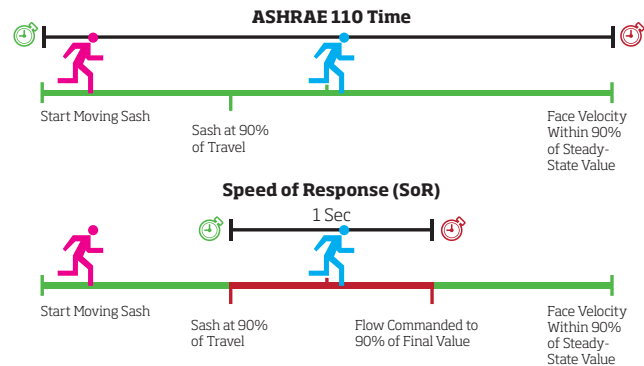 ASHRAE 110 Time
Start Moving Sash
Sash at 90%
of Travel
Face Velocity
Within 90%
of Steady-
State Value
Speed of Response (SoR)
1 Sec
Start Moving Sash
Sash at 90%
of Travel
Flow Commanded to
90% of Final Value
Face Velocity
Within 90%
of Steady-
State Value